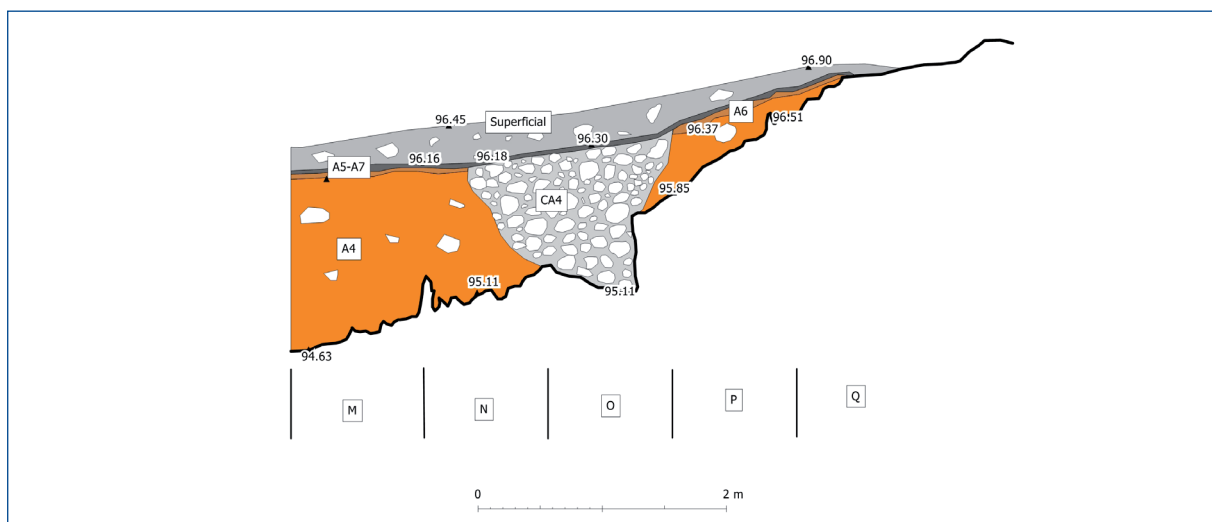 96.90
96.45
Superficial
A6
96.51
96.37
96.30
96.18
96.16
A5-A7
95.85
CA4
A4
95.11
95.11
94.63
M
N
O
P
Q
0
2 m